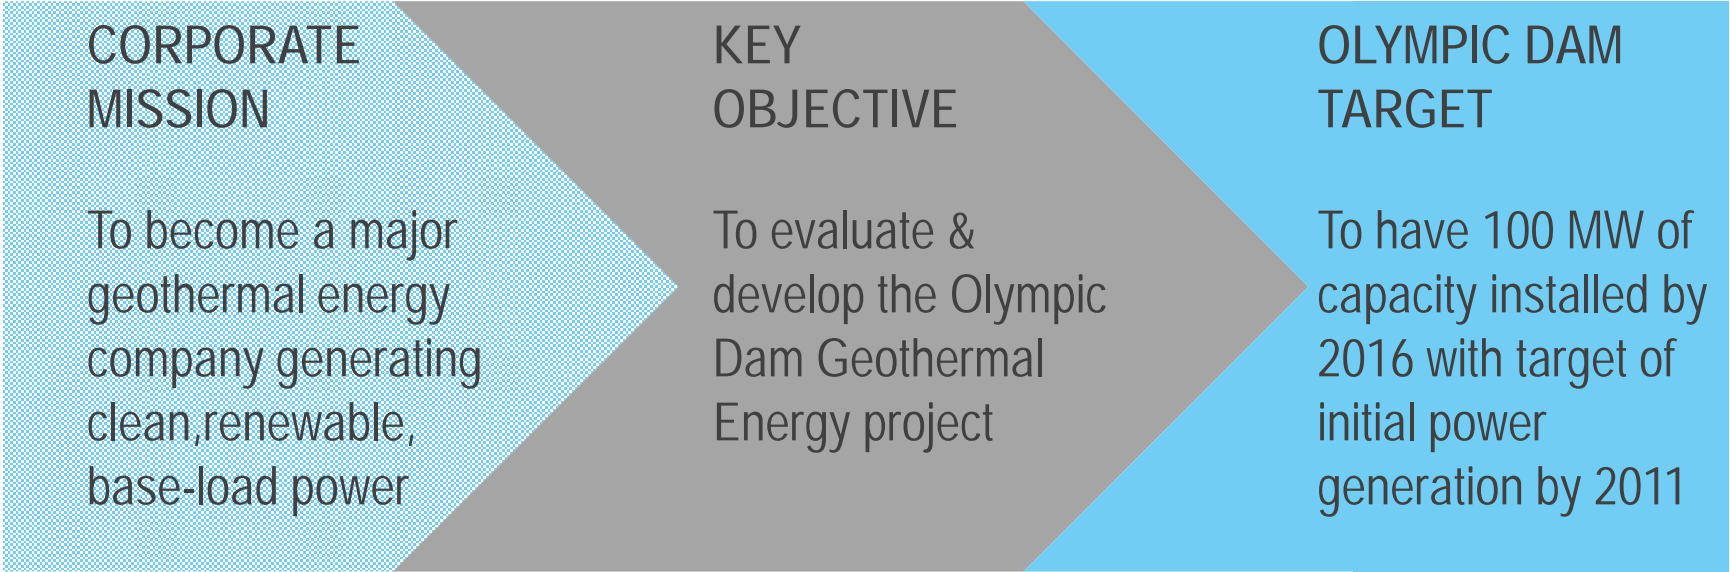 CORPORATE
MISSION
To become a major
geothermal energy
company generating
clean,renewable,
base-load power
KEY
OBJECTIVE
To evaluate &
develop the Olympic
Dam Geothermal
Energy project
OLYMPIC DAM
TARGET
To have 100 MW of
capacity installed by
2016 with target of
initial power
generation by 2011